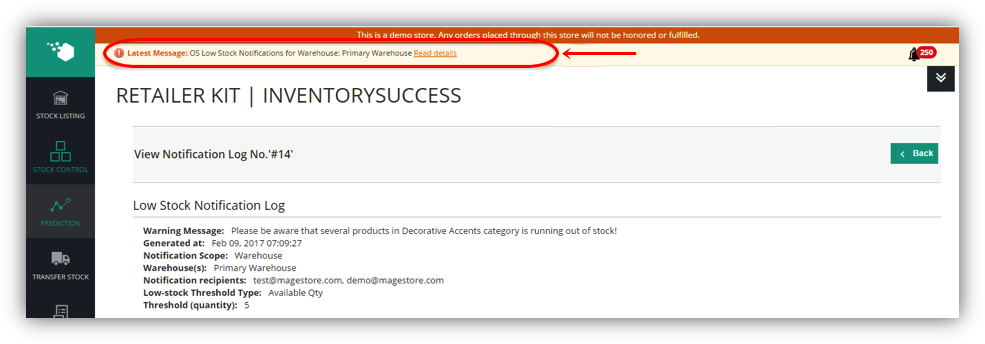 This is a demo store. Any orders placed through this store will not be honored or fulfilled.
Latest Message: OS Low Stock Notifications for Warehouse: Primary Warehouse Read details
250
RETAILER KIT | INVENTORYSUCCESS
STOCK LISTING
View Notification Log No.'#14'
Back
STOCK CONTROL
Low Stock Notification Log
PREDICTION
Warning Message: Please be aware that several products in Decorative Accents category is running out of stock!
Generated at: Feb 09, 2017 07:09:27
Notification Scope: Warehouse
Warehouse(s): Primary Warehouse
TRANSFER STOCK
Notification recipients: test@magestore.com, demo@magestore.com
Low-stock Threshold Type: Available Qty
Threshold (quantity): 5